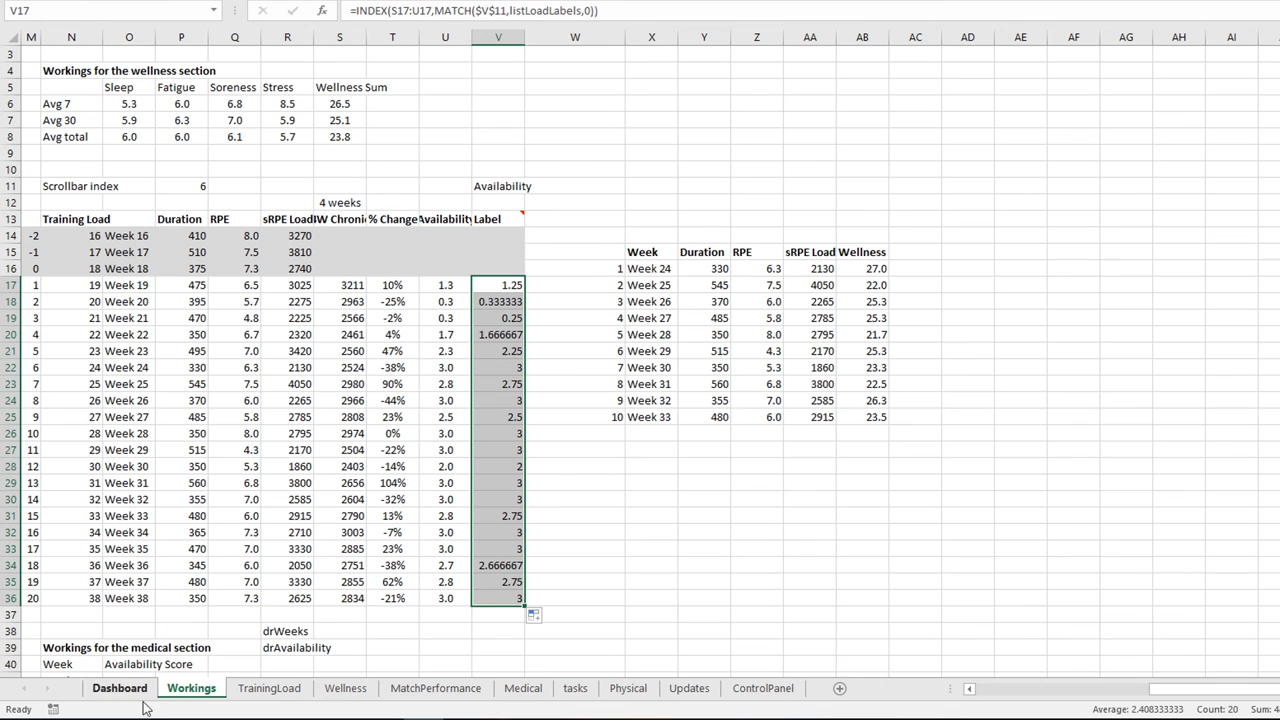 V17 =INDEX(S17:U17,MATCH($V$11,listLoadLabels,0))
M N O P Q R S T U V W X Y Z AA AB AC AD AE AF AG AH AI
3
4 Workings for the wellness section
5 Sleep Fatigue Soreness Stress Wellness Sum
6 Avg 7 5.3 6.0 6.8 8.5 26.5
7 Avg 30 5.9 6.3 7.0 5.9 25.1
8 Avg total 6.0 6.0 6.1 5.7 23.8
9
10
11 Scrollbar index 6 Availability
12 4 weeks
13 Training Load Duration RPE sRPE Load % Change Availability Label
14 -2 16 Week 16 410 8.0 3270
15 -1 17 Week 17 510 7.5 3810 Week Duration RPE sRPE Load Wellness
16 0 18 Week 18 375 7.3 2740 1 Week 24 330 6.3 2130 27.0
17 1 19 Week 19 475 6.5 3025 3211 10% 1.3 1.25 2 Week 25 545 7.5 4050 22.0
18 2 20 Week 20 395 5.7 2275 2963 -25% 0.3 0.333333 3 Week 26 370 6.0 2265 25.3
19 3 21 Week 21 470 4.8 2225 2566 -2% 0.3 0.25 4 Week 27 485 5.8 2785 25.3
20 4 22 Week 22 350 6.7 2320 2461 4% 1.7 1.666667 5 Week 28 350 8.0 2795 21.7
21 5 23 Week 23 495 7.0 3420 2560 47% 2.3 2.25 6 Week 29 515 4.3 2170 25.3
22 6 24 Week 24 330 6.3 2130 2524 -38% 3.0 3 7 Week 30 350 5.3 1860 23.3
23 7 25 Week 25 545 7.5 4050 2980 90% 2.8 2.75 8 Week 31 560 6.8 3800 22.5
24 8 26 Week 26 370 6.0 2265 2966 -44% 3.0 3 9 Week 32 355 7.0 2585 26.3
25 9 27 Week 27 485 5.8 2785 2808 23% 2.5 2.5 10 Week 33 480 6.0 2915 23.5
26 10 28 Week 28 350 8.0 2795 2974 0% 3.0 3
27 11 29 Week 29 515 4.3 2170 2504 -22% 3.0 3
28 12 30 Week 30 350 5.3 1860 2403 -14% 2.0 2
29 13 31 Week 31 560 6.8 3800 2656 104% 3.0 3
30 14 32 Week 32 355 7.0 2585 2604 -32% 3.0 3
31 15 33 Week 33 480 6.0 2915 2790 13% 2.8 2.75
32 16 34 Week 34 365 7.3 2710 3003 -7% 3.0 3
33 17 35 Week 35 470 7.0 3330 2885 23% 3.0 3
34 18 36 Week 36 345 6.0 2050 2751 -38% 2.7 2.666667
35 19 37 Week 37 480 7.0 3330 2855 62% 2.8 2.75
36 20 38 Week 38 350 7.3 2625 2834 -21% 3.0 3
37
38 drWeeks
39 Workings for the medical section drAvailability
40 Week Availability Score
Dashboard Workings TrainingLoad Wellness MatchPerformance Medical tasks Physical Updates ControlPanel
Ready Average: 2.408333333 Count: 20 Sum: 4